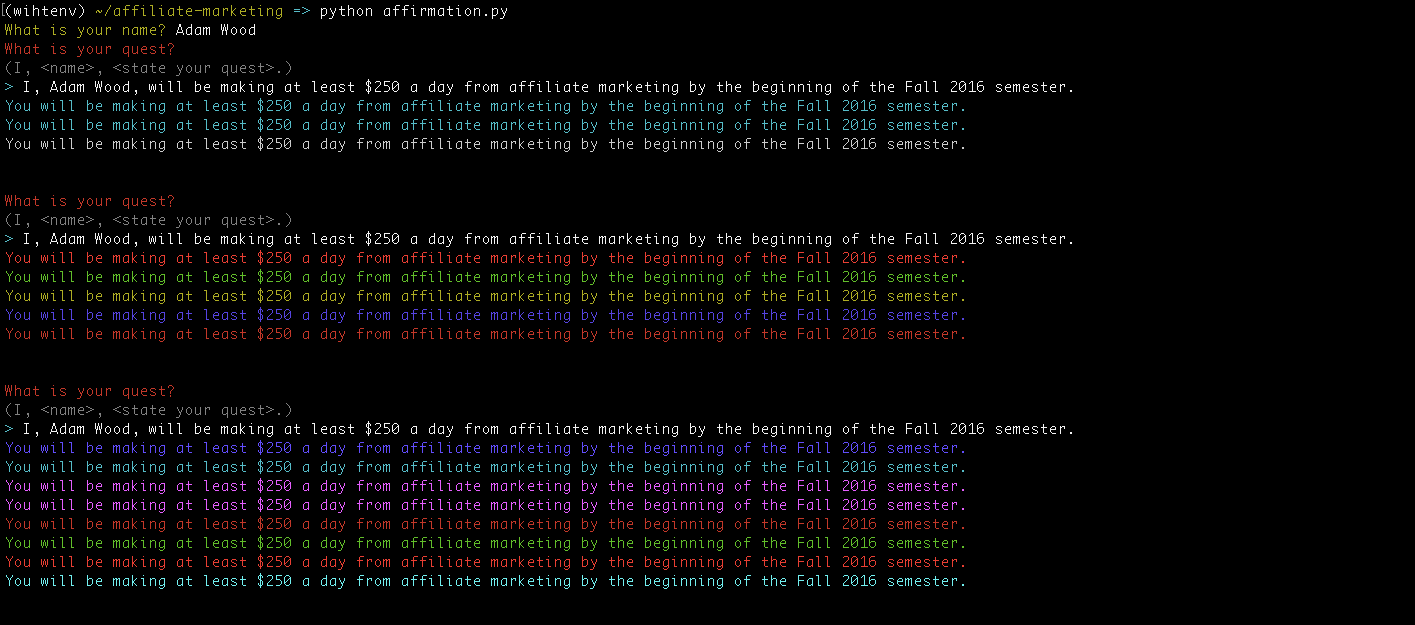 [(wihtenv) ~/affiliate-marketing => python affirmation.py
What is your name? Adam Wood
What is your quest?
(I, <name>, <state your quest>.)
> I, Adam Wood, will be making at least $250 a day from affiliate marketing by the beginning of the Fall 2016 semester.
You will be making at least $250 a day from affiliate marketing by the beginning of the Fall 2016 semester.
You will be making at least $250 a day from affiliate marketing by the beginning of the Fall 2016 semester.
You will be making at least $250 a day from affiliate marketing by the beginning of the Fall 2016 semester.
What is your quest?
(I, <name>, <state your quest>.)
> I, Adam Wood, will be making at least $250 a day from affiliate marketing by the beginning of the Fall 2016 semester.
You will be making at least $250 a day from affiliate marketing by the beginning of the Fall 2016 semester.
You will be making at least $250 a day from affiliate marketing by the beginning of the Fall 2016 semester.
You will be making at least $250 a day from affiliate marketing by the beginning of the Fall 2016 semester.
You will be making at least $250 a day from affiliate marketing by the beginning of the Fall 2016 semester.
You will be making at least $250 a day from affiliate marketing by the beginning of the Fall 2016 semester.
What is your quest?
(I, <name>, <state your quest>.)
> I, Adam Wood, will be making at least $250 a day from affiliate marketing by the beginning of the Fall 2016 semester.
You will be making at least $250 a day from affiliate marketing by the beginning of the Fall 2016 semester.
You will be making at least $250 a day from affiliate marketing by the beginning of the Fall 2016 semester.
You will be making at least $250 a day from affiliate marketing by the beginning of the Fall 2016 semester.
You will be making at least $250 a day from affiliate marketing by the beginning of the Fall 2016 semester.
You will be making at least $250 a day from affiliate marketing by the beginning of the Fall 2016 semester.
You will be making at least $250 a day from affiliate marketing by the beginning of the Fall 2016 semester.
You will be making at least $250 a day from affiliate marketing by the beginning of the Fall 2016 semester.
You will be making at least $250 a day from affiliate marketing by the beginning of the Fall 2016 semester.